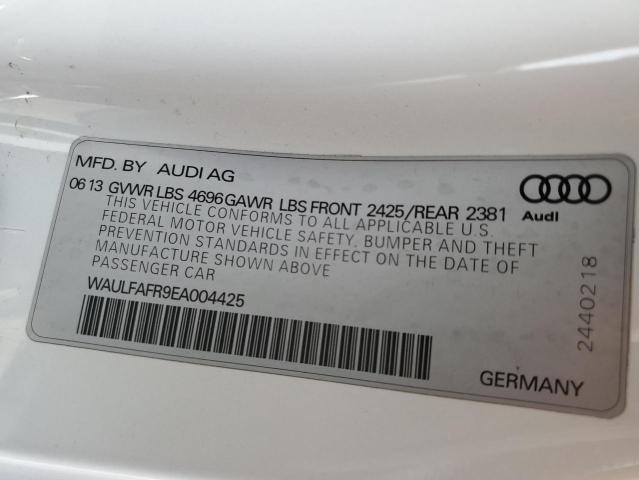 MFD. BY AUDI AG
06 13 GVWR LBS 4696 GAWR LBS FRONT 2425/REAR 2381
THIS VEHICLE CONFORMS TO ALL APPLICABLE U.S.
FEDERAL MOTOR VEHICLE SAFETY, BUMPER AND THEFT
PREVENTION STANDARDS IN EFFECT ON THE DATE OF
MANUFACTURE SHOWN ABOVE
PASSENGER CAR
WAULFAFR9EA004425
Audi
2440218
GERMANY